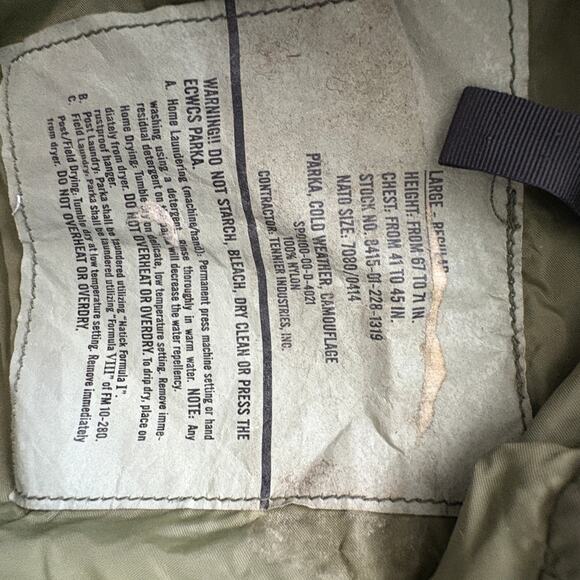 LARGE - REGULAR
HEIGHT: FROM 67 TO 71 IN.
CHEST: FROM 41 TO 45 IN.
STOCK NO. 8415-01-228-1319
NATO SIZE: 7080/0414
PARKA, COLD WEATHER, CAMOUFLAGE
SPO100-00-D-4021
100% NYLON
CONTRACTOR: TENNIER INDUSTRIES, INC.
WARNING!! DO NOT STARCH, BLEACH, DRY CLEAN OR PRESS THE
ECWCS PARKA.
A. Home Laundering (machine/hand): Permanent press machine setting or hand
washing using a detergent, rinse thoroughly in warm water. NOTE: Any
residual detergent on the parka will decrease the water repellency.
Home Drying: Tumble dry on delicate, low temperature setting. Remove imme-
diately from dryer. DO NOT OVERHEAT OR OVERDRY. To drip dry, place on
rustproof hanger.
B. Post Laundry: Parka shall be laundered utilizing "Natick Formula I".
C. Field Laundry: Parka shall be laundered utilizing "Formula VIII" of FM 10-280.
Post/Field Drying: Tumble dry at low temperature setting. Remove immediately
from dryer. DO NOT OVERHEAT OR OVERDRY.